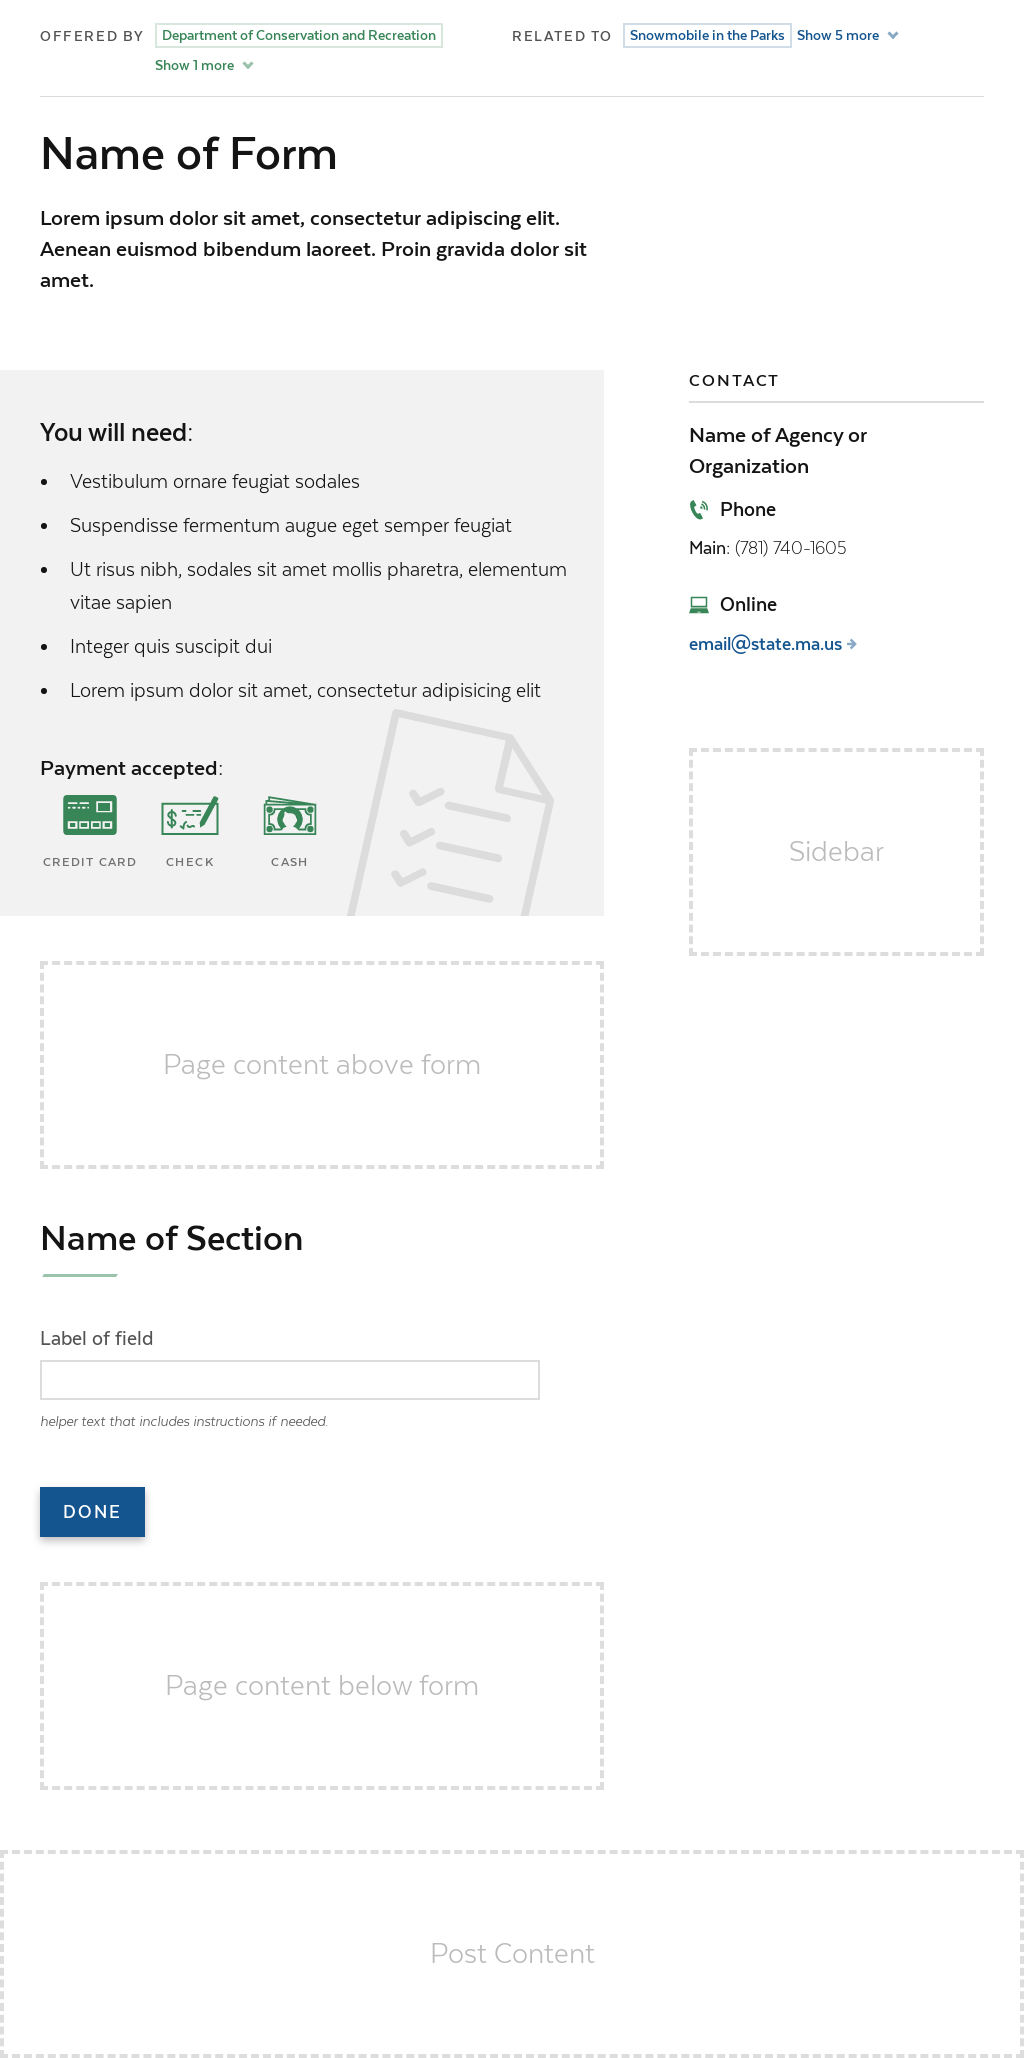 OFFERED BY Department of Conservation and Recreation
Show 1 more
RELATED TO Snowmobile in the Parks Show 5 more
Name of Form
Lorem ipsum dolor sit amet, consectetur adipiscing elit.
Aenean euismod bibendum laoreet. Proin gravida dolor sit
amet.
You will need:
• Vestibulum ornare feugiat sodales
• Suspendisse fermentum augue eget semper feugiat
• Ut risus nibh, sodales sit amet mollis pharetra, elementum
vitae sapien
• Integer quis suscipit dui
• Lorem ipsum dolor sit amet, consectetur adipisicing elit
Payment accepted:
CREDIT CARD CHECK CASH
CONTACT
Name of Agency or
Organization
Phone
Main: (781) 740-1605
Online
email@state.ma.us
Sidebar
Page content above form
Name of Section
Label of field
helper text that includes instructions if needed.
DONE
Page content below form
Post Content